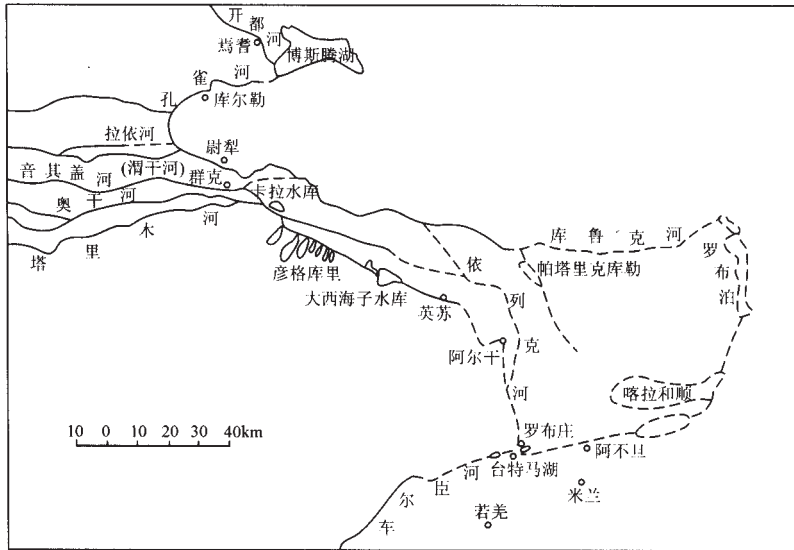 开都河
焉耆
博斯腾湖
孔雀河
库尔勒
拉依河
尉犁
音其盖河(渭干河)
群克
卡拉水库
奥干河
塔里木河
彦格库里
大西海子水库
英苏
依列克河
阿尔干
库鲁克河
帕塔里克库勒
罗布泊
喀拉和顺
10 0 10 20 30 40km
罗布庄
阿不旦
台特马湖
车尔臣河
米兰
若羌